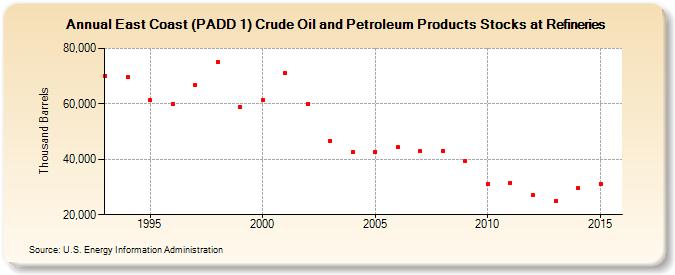 Annual East Coast (PADD 1) Crude Oil and Petroleum Products Stocks at Refineries
Thousand Barrels
80,000
60,000
40,000
20,000
1995 2000 2005 2010 2015
Source: U.S. Energy Information Administration